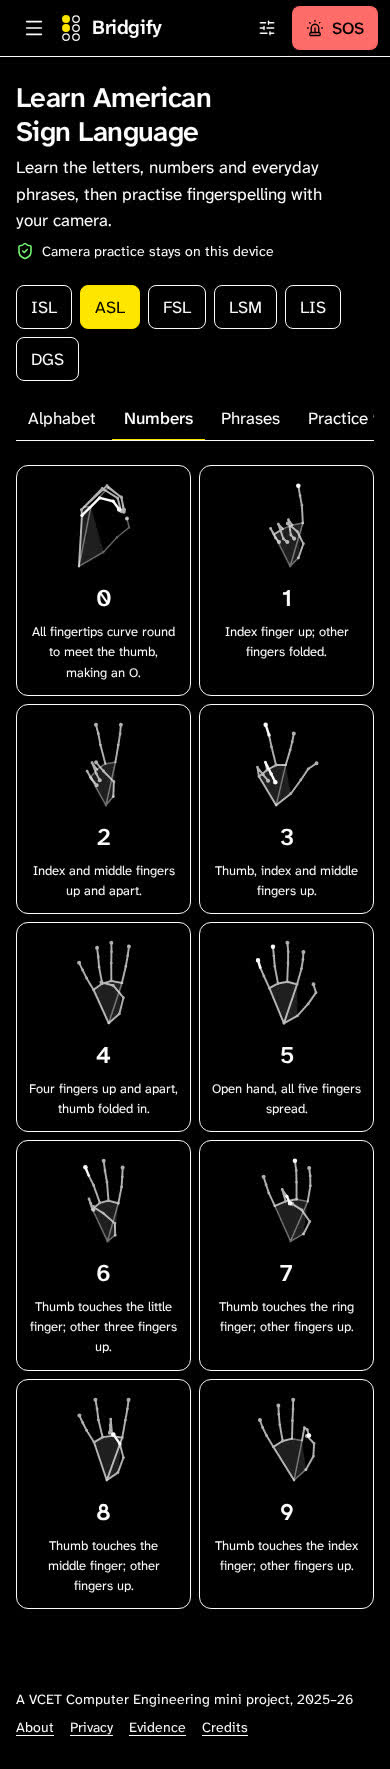 Bridgify
SOS
Learn American
Sign Language
Learn the letters, numbers and everyday
phrases, then practise fingerspelling with
your camera.
Camera practice stays on this device
ISL
ASL
FSL
LSM
LIS
DGS
Alphabet
Numbers
Phrases
Practice
0
All fingertips curve round
to meet the thumb,
making an O.
1
Index finger up; other
fingers folded.
2
Index and middle fingers
up and apart.
3
Thumb, index and middle
fingers up.
4
Four fingers up and apart,
thumb folded in.
5
Open hand, all five fingers
spread.
6
Thumb touches the little
finger; other three fingers
up.
7
Thumb touches the ring
finger; other fingers up.
8
Thumb touches the
middle finger; other
fingers up.
9
Thumb touches the index
finger; other fingers up.
A VCET Computer Engineering mini project, 2025–26
About
Privacy
Evidence
Credits